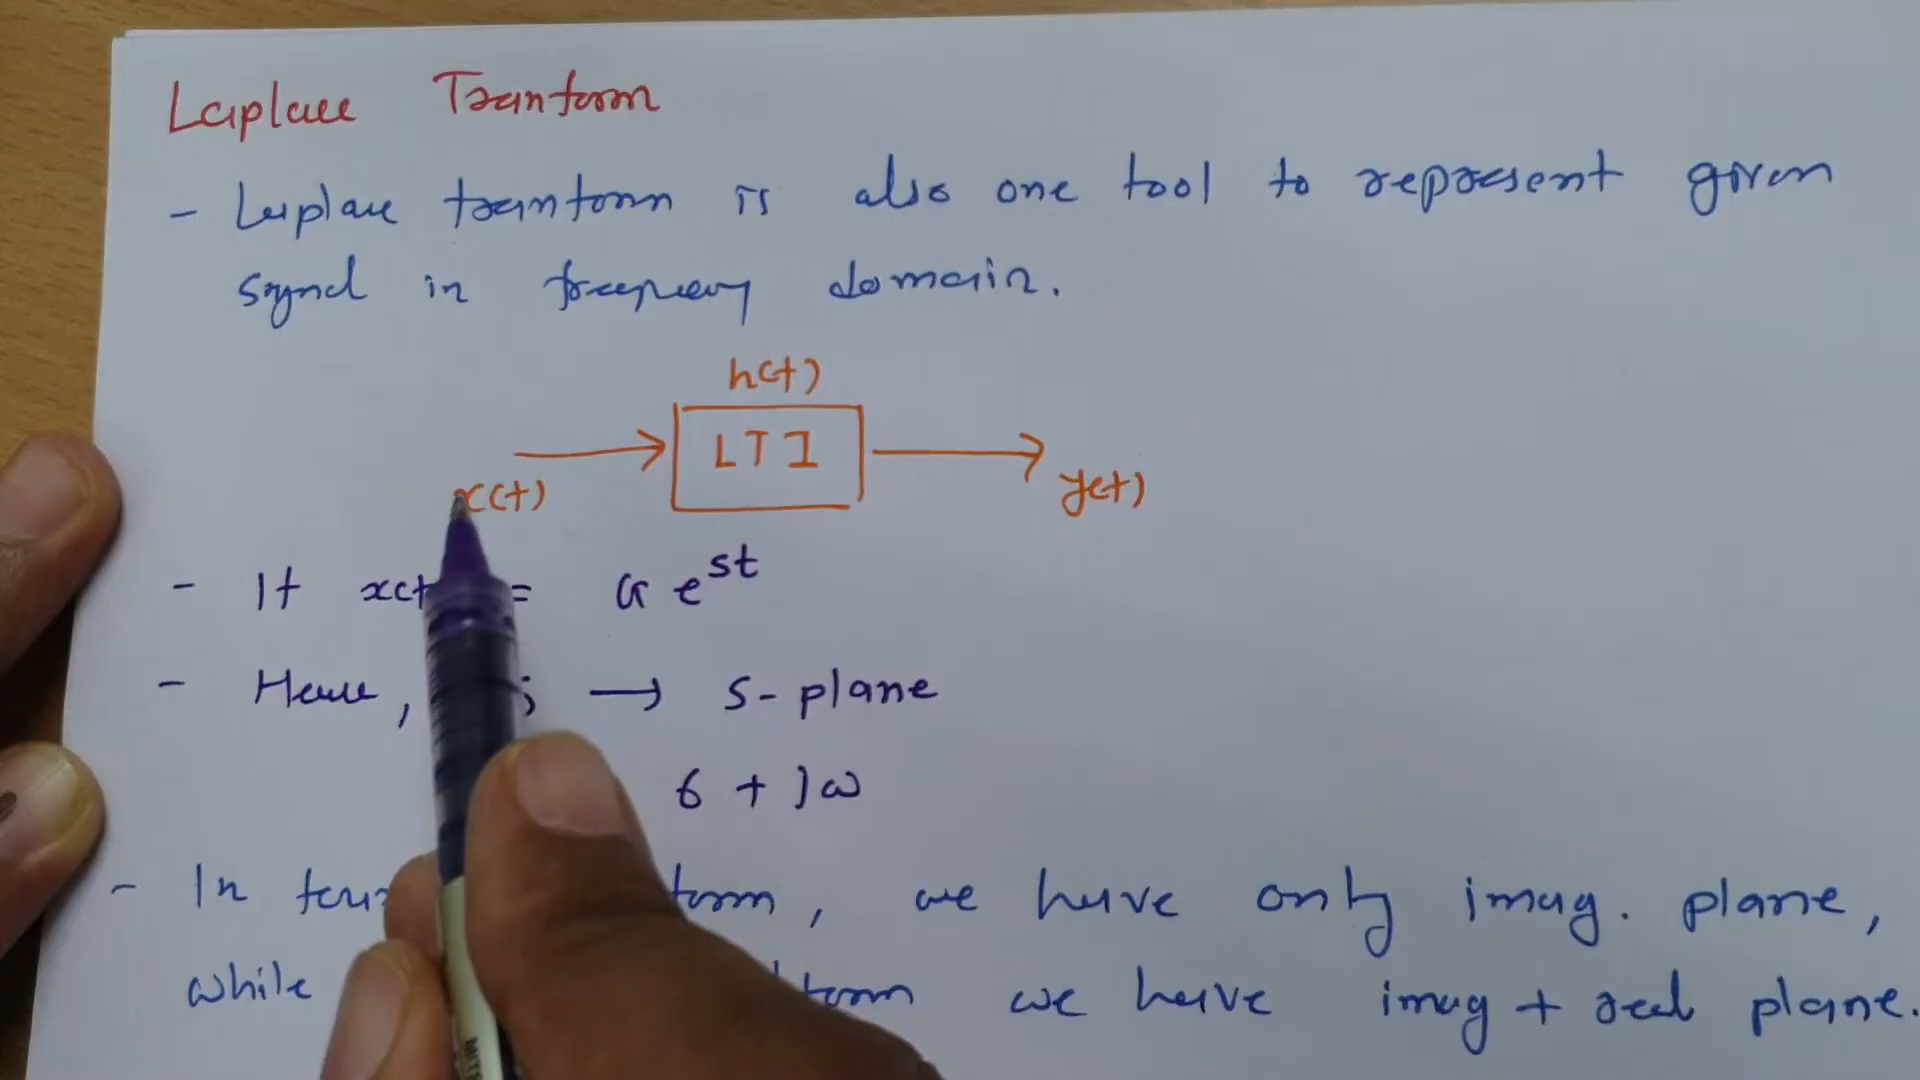 Laplace Transform
- Laplace transform is also one tool to represent given
signal in frequency domain.
h(t)
LTI
x(t)
y(t)
- If x(t = G e^st
- Hence, → s-plane
σ + jω
- In , we have only imag. plane,
while we have imag + real plane.